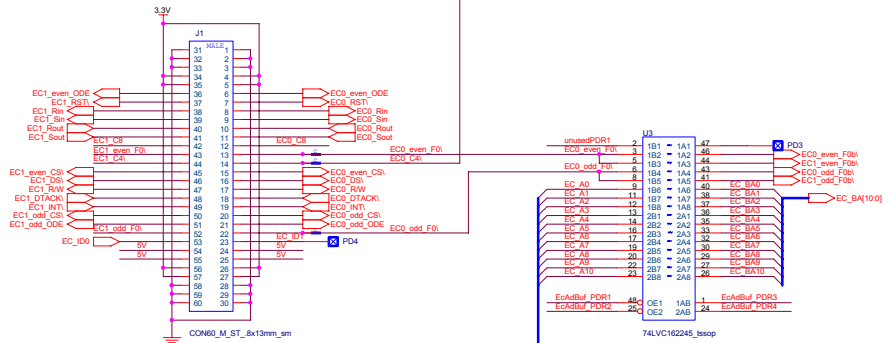 3.3V
J1
MALE
31 1
32 2
33 3
34 4
35 5
EC1_even_ODE 36 6 EC0_even_ODE
EC1_RST\ 37 7 EC0_RST\
EC1_Rin 38 8 EC0_Rin
EC1_Sin 39 9 EC0_Sin
EC1_Rout 40 10 EC0_Rout
EC1_Sout 41 11 EC0_Sout
EC1_C8 42 12 EC0_C8
EC1_even_F0\ 43 13 EC0_even_F0\
EC1_C4\ 44 14 EC0_C4\
EC1_even_CS\ 45 15 EC0_even_CS\
EC1_DS\ 46 16 EC0_DS\
EC1_R/W 47 17 EC0_R/W
EC1_DTACK\ 48 18 EC0_DTACK\
EC1_INT\ 49 19 EC0_INT\
EC1_odd_CS\ 50 20 EC0_odd_CS\
EC1_odd_ODE 51 21 EC0_odd_ODE
EC1_odd_F0\ 52 22 EC0_odd_F0\
EC_ID0 53 23 EC_ID1 PD4
5V 54 24 5V
5V 55 25 5V
56 26
57 27
58 28
59 29
60 30
CON60_M_ST_.8x13mm_sm
EC0_odd_F0\
U3
unusedPDR1 2 1B1 ~ 1A1 47 PD3
EC0_even_F0\ 3 1B2 ~ 1A2 46 EC0_even_F0b\
5 1B3 ~ 1A3 44 EC1_even_F0b\
EC0_odd_F0\ 6 1B4 ~ 1A4 43 EC0_odd_F0b\
8 1B5 ~ 1A5 41 EC1_odd_F0b\
EC_A0 9 1B6 ~ 1A6 40 EC_BA0
EC_A1 11 1B7 ~ 1A7 38 EC_BA1
EC_A2 12 1B8 ~ 1A8 37 EC_BA2
EC_A3 13 2B1 ~ 2A1 36 EC_BA3
EC_A4 14 2B2 ~ 2A2 35 EC_BA4
EC_A5 16 2B3 ~ 2A3 33 EC_BA5
EC_A6 17 2B4 ~ 2A4 32 EC_BA6
EC_A7 19 2B5 ~ 2A5 30 EC_BA7
EC_A8 20 2B6 ~ 2A6 29 EC_BA8
EC_A9 22 2B7 ~ 2A7 27 EC_BA9
EC_A10 23 2B8 ~ 2A8 26 EC_BA10
EC_BA[10:0]
EcAdBuf_PDR1 48 OE1 1AB 1 EcAdBuf_PDR3
EcAdBuf_PDR2 25 OE2 2AB 24 EcAdBuf_PDR4
74LVC162245_tssop